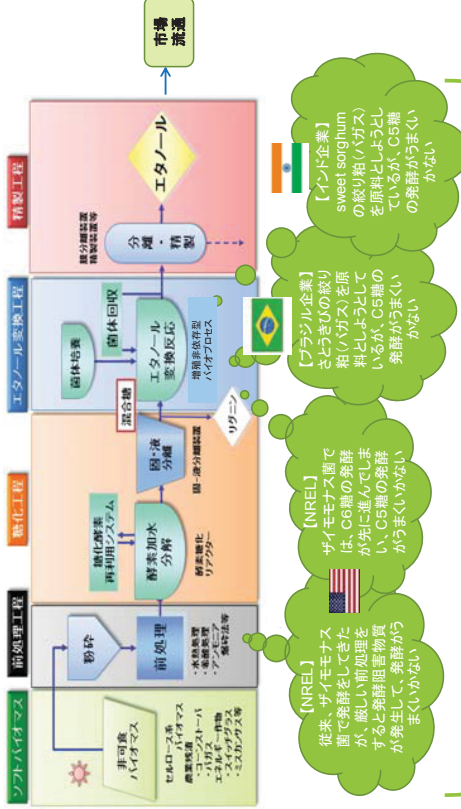 ソフトバイオマス
非可食
バイオマス
セルロース系
バイオマス
農業残渣
・コーンストーバ
・バガス
エネルギー作物
・スイッチグラス
・ミスカンサス等
前処理工程
粉砕
前処理
・水熱処理
・希酸処理
・アンモニア
爆砕法等
糖化工程
糖化酵素
再利用システム
酵素加水
分解
酵素糖化
リアクター
固・液
分離
固-液分離装置
混合糖
リグニン
エタノール変換工程
菌体培養
菌体回収
エタノール
変換反応
増殖非依存型
バイオプロセス
精製工程
膜分離装置
精製装置等
分離・精製
エタノール
市場
流通
【NREL】
従来、ザイモモナス
菌で発酵をしてきた
が、厳しい前処理を
すると発酵阻害物質
が発生して、発酵がう
まくいかない
【NREL】
ザイモモナス菌で
は、C6糖の発酵
が先に進んでしま
い、C5糖の発酵
がうまくいかない
【ブラジル企業】
さとうきびの絞り
粕(バガス)を原
料としようとして
いるが、C5糖の
発酵がうまくいく
かない
【インド企業】
sweet sorghum
の絞り粕(バガス)
を原料としようとし
ているが、C5糖
の発酵がうまくい
かない